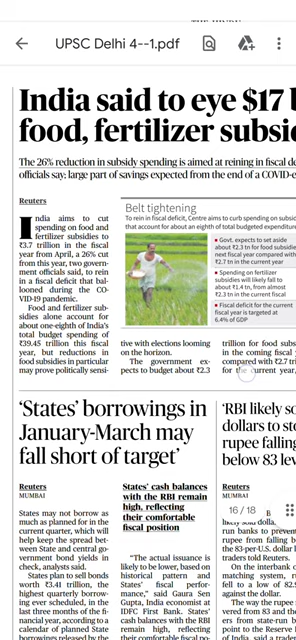 UPSC Delhi 4--1.pdf
India said to eye $17 b
food, fertilizer subsi
The 26% reduction in subsidy spending is aimed at reining in fiscal de
officials say; large part of savings expected from the end of a COVID-
Reuters
India aims to cut
spending on food and
fertilizer subsidies to
₹3.7 trillion in the fiscal
year from April, a 26% cut
from this year, two govern-
ment officials said, to rein
in a fiscal deficit that bal-
looned during the CO-
VID-19 pandemic.
Food and fertilizer sub-
sidies alone account for
about one-eighth of India's
total budget spending of
₹39.45 trillion this fiscal
year, but reductions in
food subsidies in particular
may prove politically sensi-
Belt tightening
To rein in fiscal deficit, Centre aims to curb spending on subsid
that account for about an eighth of total budgeted expenditure
Govt. expects to set aside
about ₹2.3 tn for food subsidie
next fiscal year compared with
₹2.7 tn in the current year
Spending on fertilizer
subsidies will likely fall to
about ₹1.4 tn, from almost
₹2.3 tn in the current fiscal
Fiscal deficit for the current
fiscal year is targeted at
6.4% of GDP
tive with elections looming
on the horizon.
The government ex-
pects to budget about ₹2.3
trillion for food subs
in the coming fiscal y
compared with ₹2.7 tri
for the current year,
'States' borrowings in
January-March may
fall short of target'
Reuters
MUMBAI
States may not borrow as
much as planned for in the
current quarter, which will
help keep the spread bet-
ween State and central go-
vernment bond yields in
check, analysts said.
States plan to sell bonds
worth ₹3.41 trillion, the
highest quarterly borrow-
ing ever scheduled, in the
last three months of the fi-
nancial year, according to a
calendar of planned State
borrowings released by the
States' cash balances
with the RBI remain
high, reflecting
their comfortable
fiscal position
"The actual issuance is
likely to be lower, based on
historical pattern and
States' fiscal perfor-
mance," said Gaura Sen
Gupta, India economist at
IDFC First Bank. States'
cash balances with the RBI
remain high, reflecting
their comfortable fiscal po-
'RBI likely so
dollars to sto
rupee falling
below 83 lev
Reuters
MUMBAI
16 / 18
likely sold dolla
run banks to prevent
rupee from falling b
the 83-per-U.S. dollar l
traders told Reuters.
On the interbank o
matching system, ru
fell to a low of 82.9
against the dollar.
The way the rupee r
vered from 83 and the
ers from state-run b